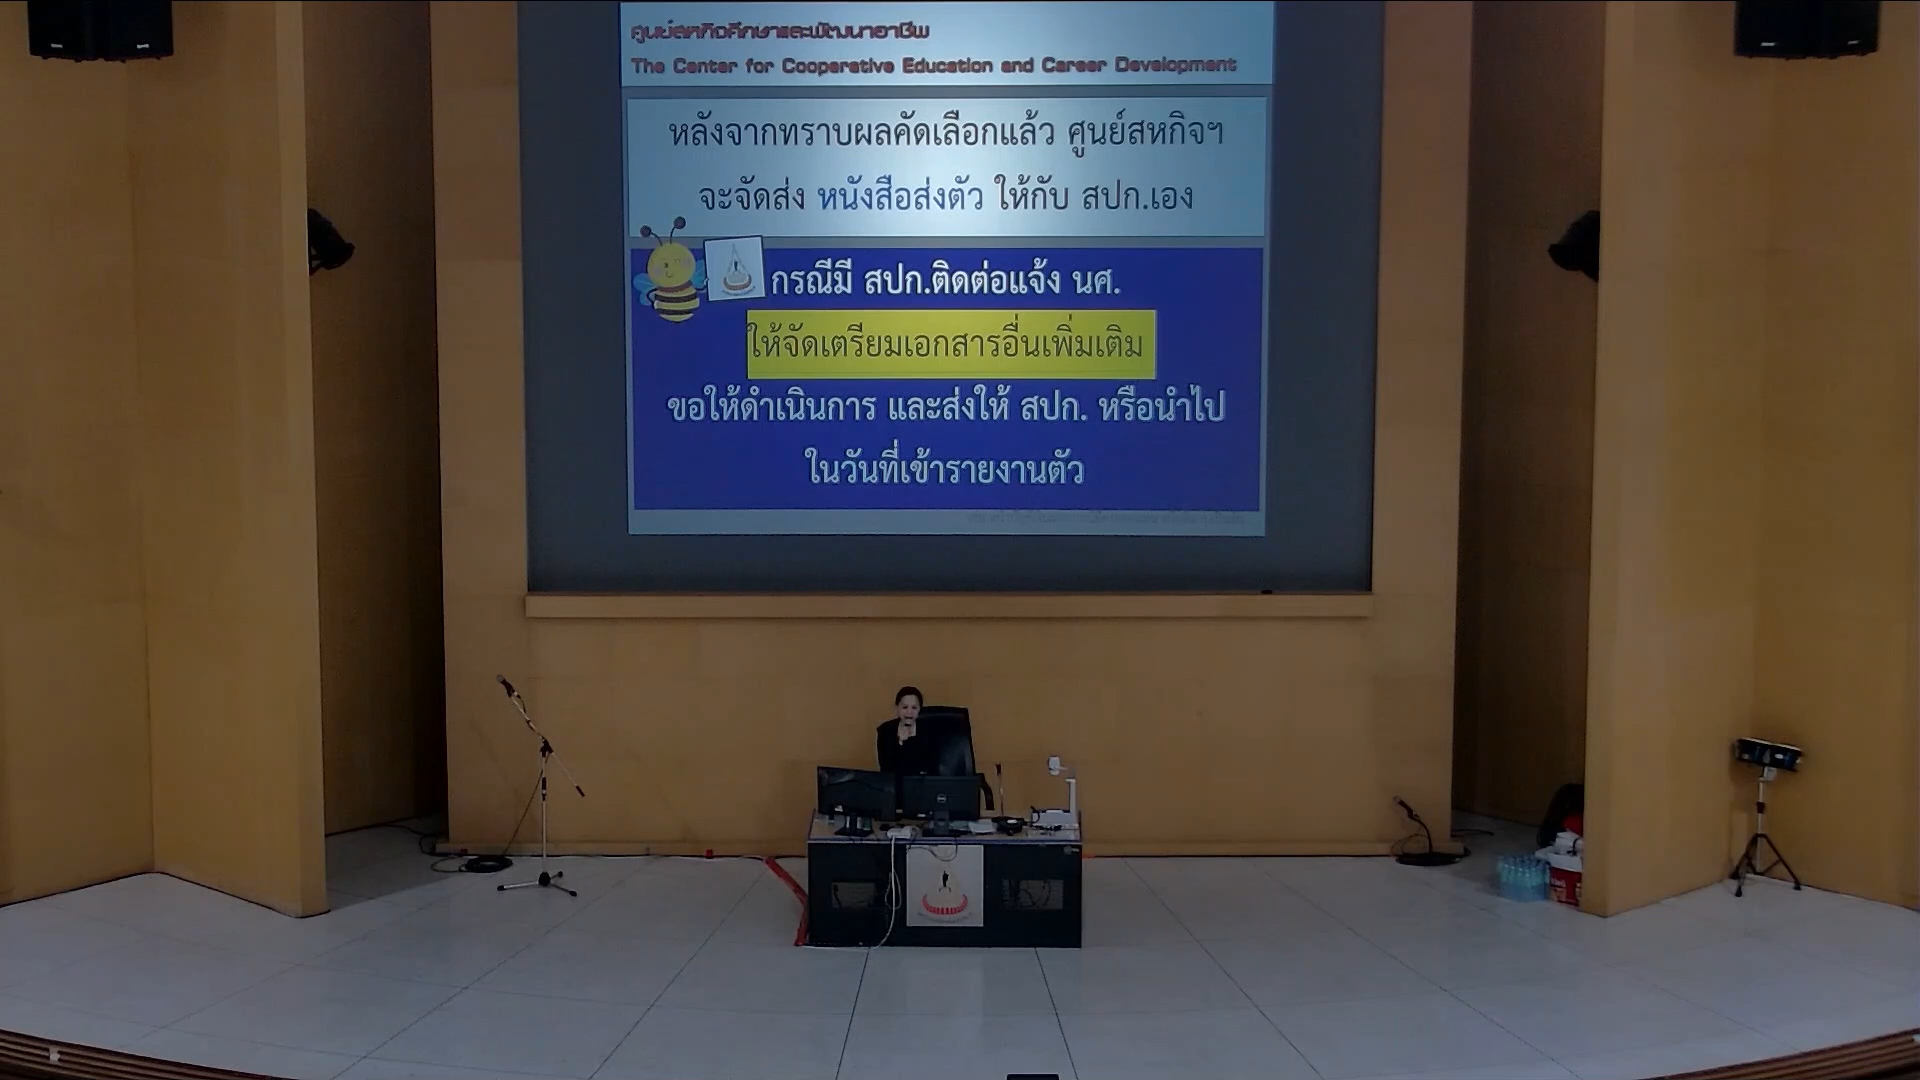 ศูนย์สหกิจศึกษาและพัฒนาอาชีพ
The Center for Cooperative Education and Career Development
หลังจากทราบผลคัดเลือกแล้ว ศูนย์สหกิจฯ
จะจัดส่ง หนังสือส่งตัว ให้กับ สปก.เอง
กรณีมี สปก.ติดต่อแจ้ง นศ.
ให้จัดเตรียมเอกสารอื่นเพิ่มเติม
ขอให้ดำเนินการ และส่งให้ สปก. หรือนำไป
ในวันที่เข้ารายงานตัว